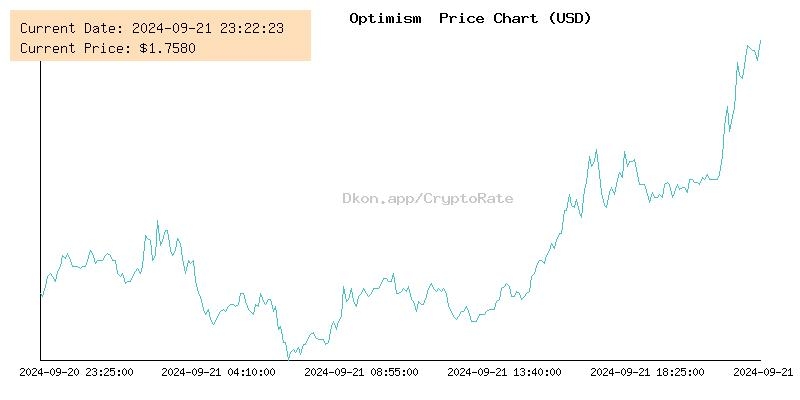 Optimism  Price Chart (USD)
Current Date: 2024-09-21 23:22:23
Current Price: $1.7580
Dkon.app/CryptoRate
2024-09-20 23:25:00 2024-09-21 04:10:00 2024-09-21 08:55:00 2024-09-21 13:40:00 2024-09-21 18:25:00 2024-09-21